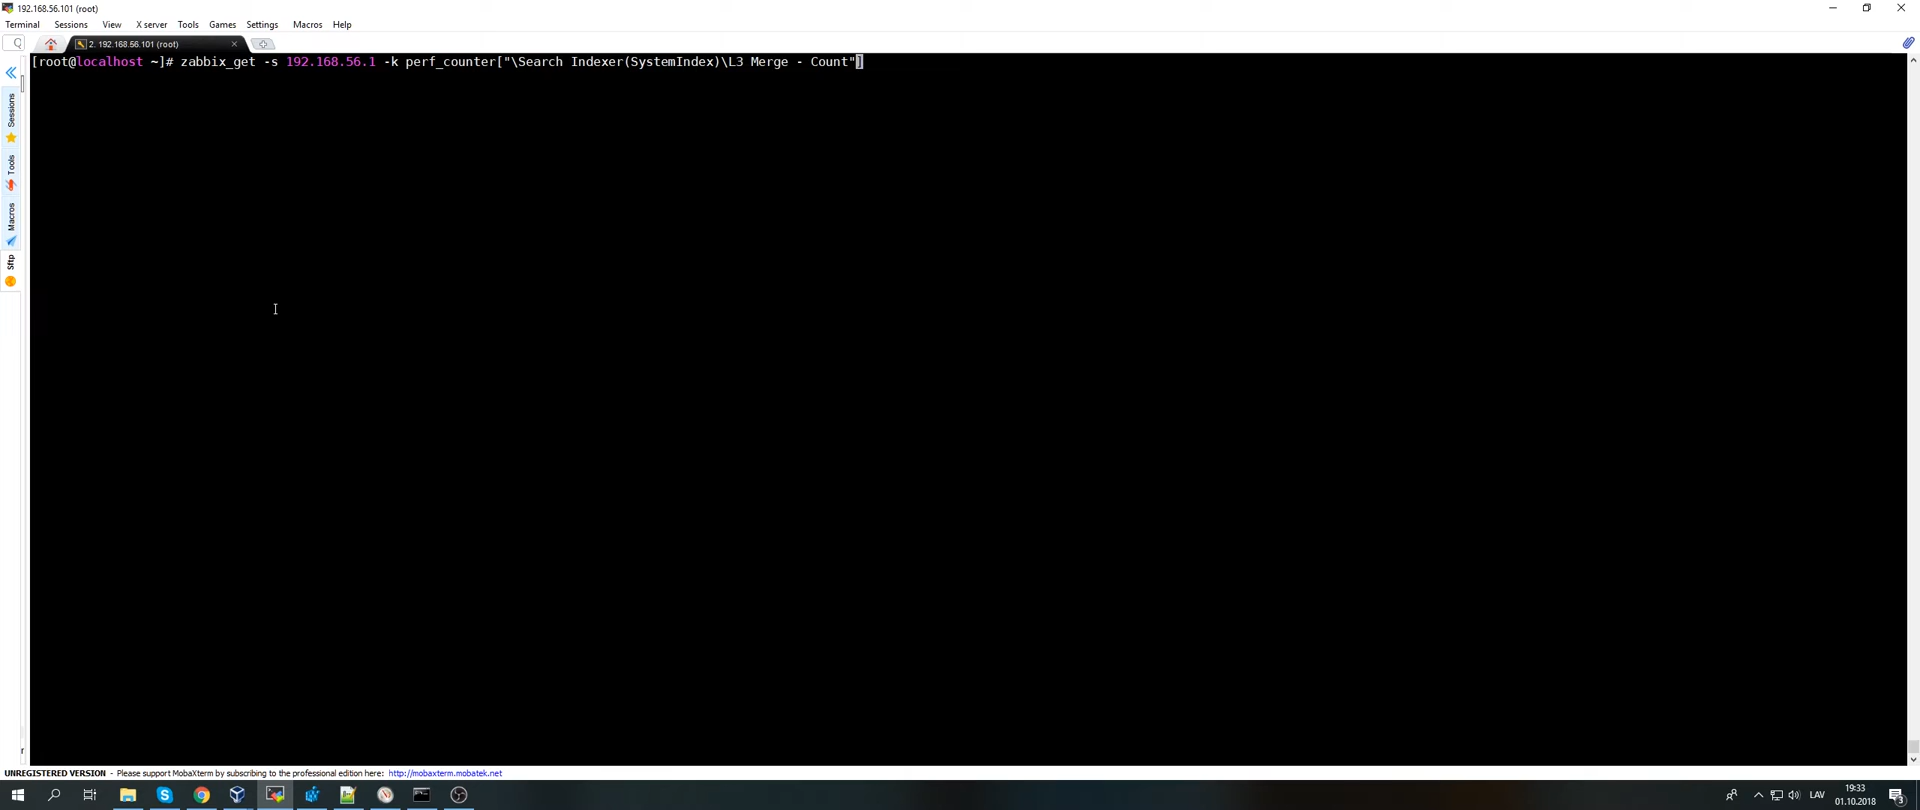 192.168.56.101 (root)
Terminal Sessions View X server Tools Games Settings Macros Help
2. 192.168.56.101 (root)
[root@localhost ~]# zabbix_get -s 192.168.56.1 -k perf_counter["\Search Indexer(SystemIndex)\L3 Merge - Count"]
Sessions
Tools
Macros
Sftp
UNREGISTERED VERSION - Please support MobaXterm by subscribing to the professional edition here: http://mobaxterm.mobatek.net
LAV
19:33
01.10.2018
3